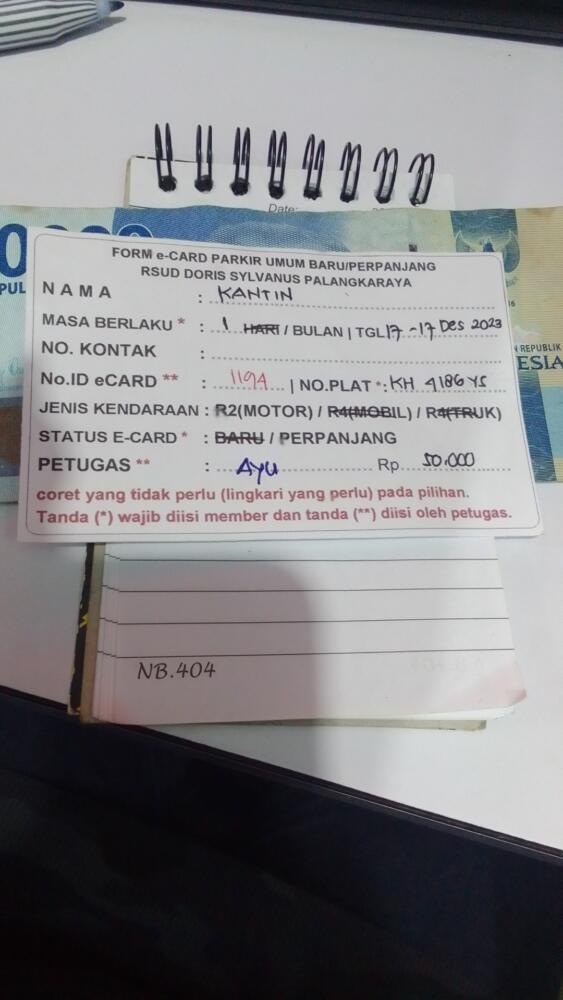 Date:
FORM e-CARD PARKIR UMUM BARU/PERPANJANG
RSUD DORIS SYLVANUS PALANGKARAYA
NAMA : KANTIN
MASA BERLAKU * : 1 HARI / BULAN | TGL 17 - 17 Des 2023
NO. KONTAK :
No.ID eCARD ** : 1194 | NO.PLAT *: KH 4186 YS
JENIS KENDARAAN : R2(MOTOR) / R4(MOBIL) / R4(TRUK)
STATUS E-CARD * : BARU / PERPANJANG
PETUGAS ** : AYU Rp. 50.000
coret yang tidak perlu (lingkari yang perlu) pada pilihan.
Tanda (*) wajib diisi member dan tanda (**) diisi oleh petugas.
NB.404